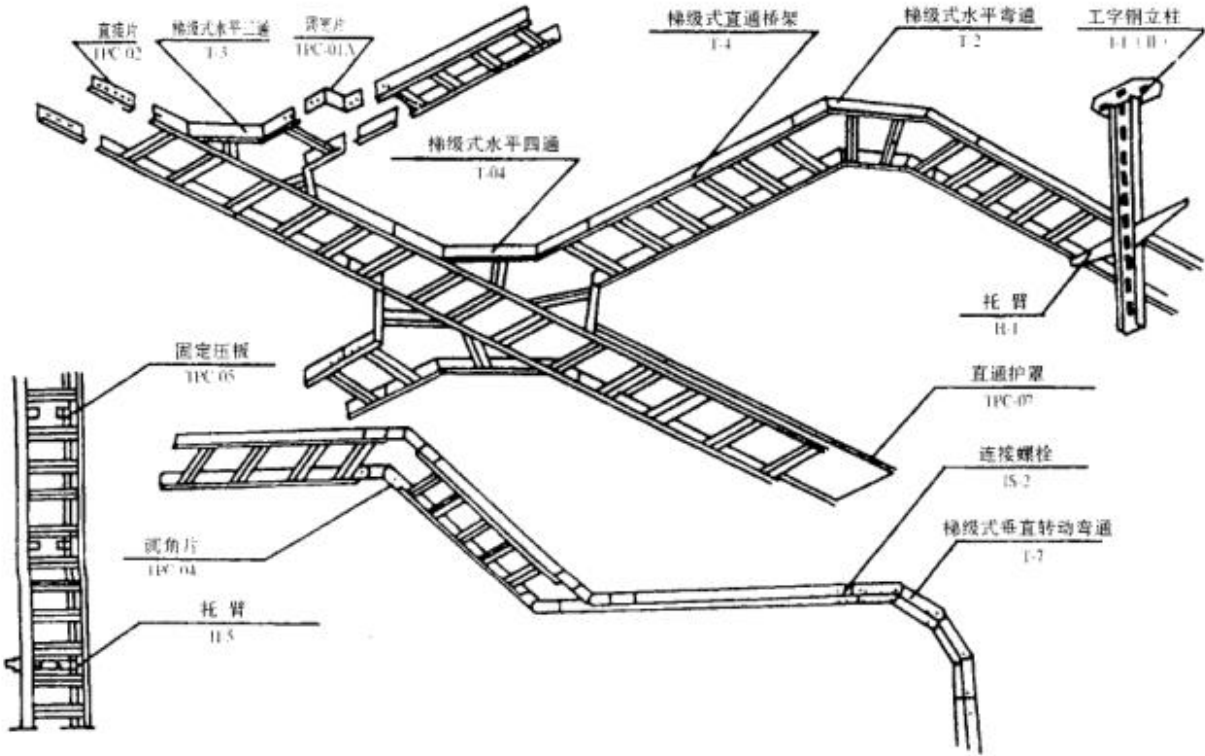 直接片
TPC-02
梯级式水平三通
T-3
调宽片
TPC-01A
梯级式直通桥架
T-4
梯级式水平弯通
T-2
工字钢立柱
梯级式水平四通
T-04
托臂
H-1
固定压板
TPC-05
直通护罩
TPC-07
连接螺栓
IS-2
调角片
TPC-04
梯级式垂直转动弯通
T-7
托臂
H-5